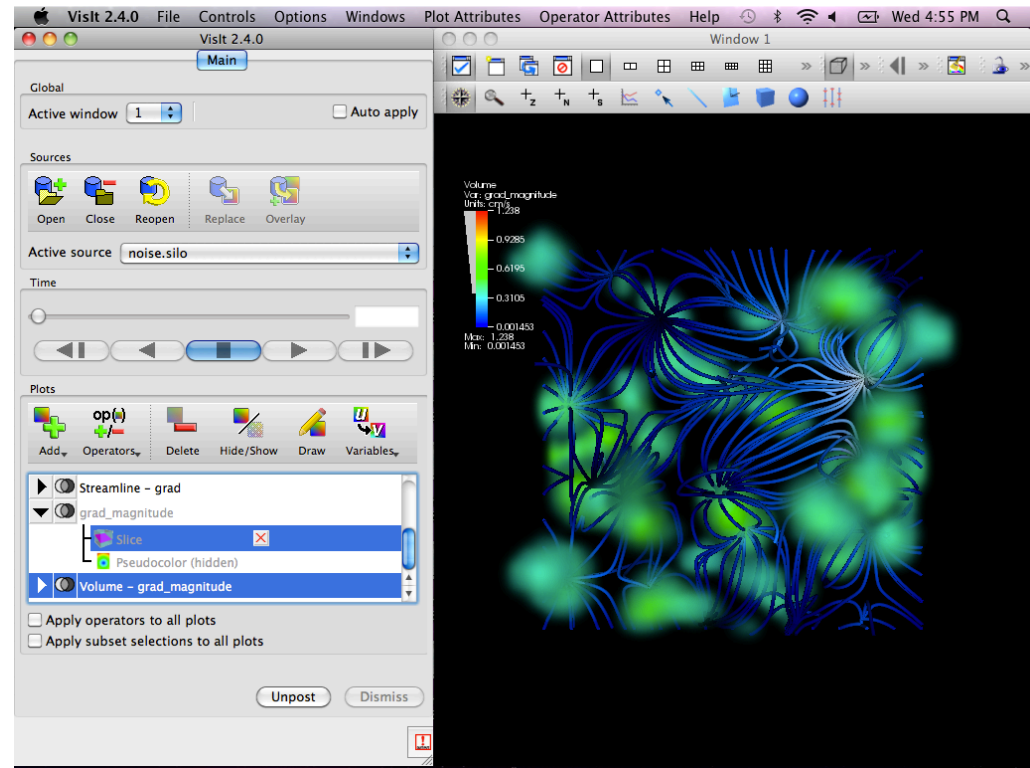 VisIt 2.4.0 File Controls Options Windows Plot Attributes Operator Attributes Help Wed 4:55 PM
VisIt 2.4.0
Main
Global
Active window 1 Auto apply
Sources
Open Close Reopen Replace Overlay
Active source noise.silo
Time
Plots
op(=)
+/-
Add Operators Delete Hide/Show Draw Variables
Streamline – grad
grad_magnitude
Slice
Pseudocolor (hidden)
Volume – grad_magnitude
Apply operators to all plots
Apply subset selections to all plots
Unpost Dismiss
Window 1
+z +N +s
Volume
Var: grad_magnitude
Units: cm/s
1.238
0.9285
0.6195
0.3105
0.001453
Max: 1.238
Min: 0.001453